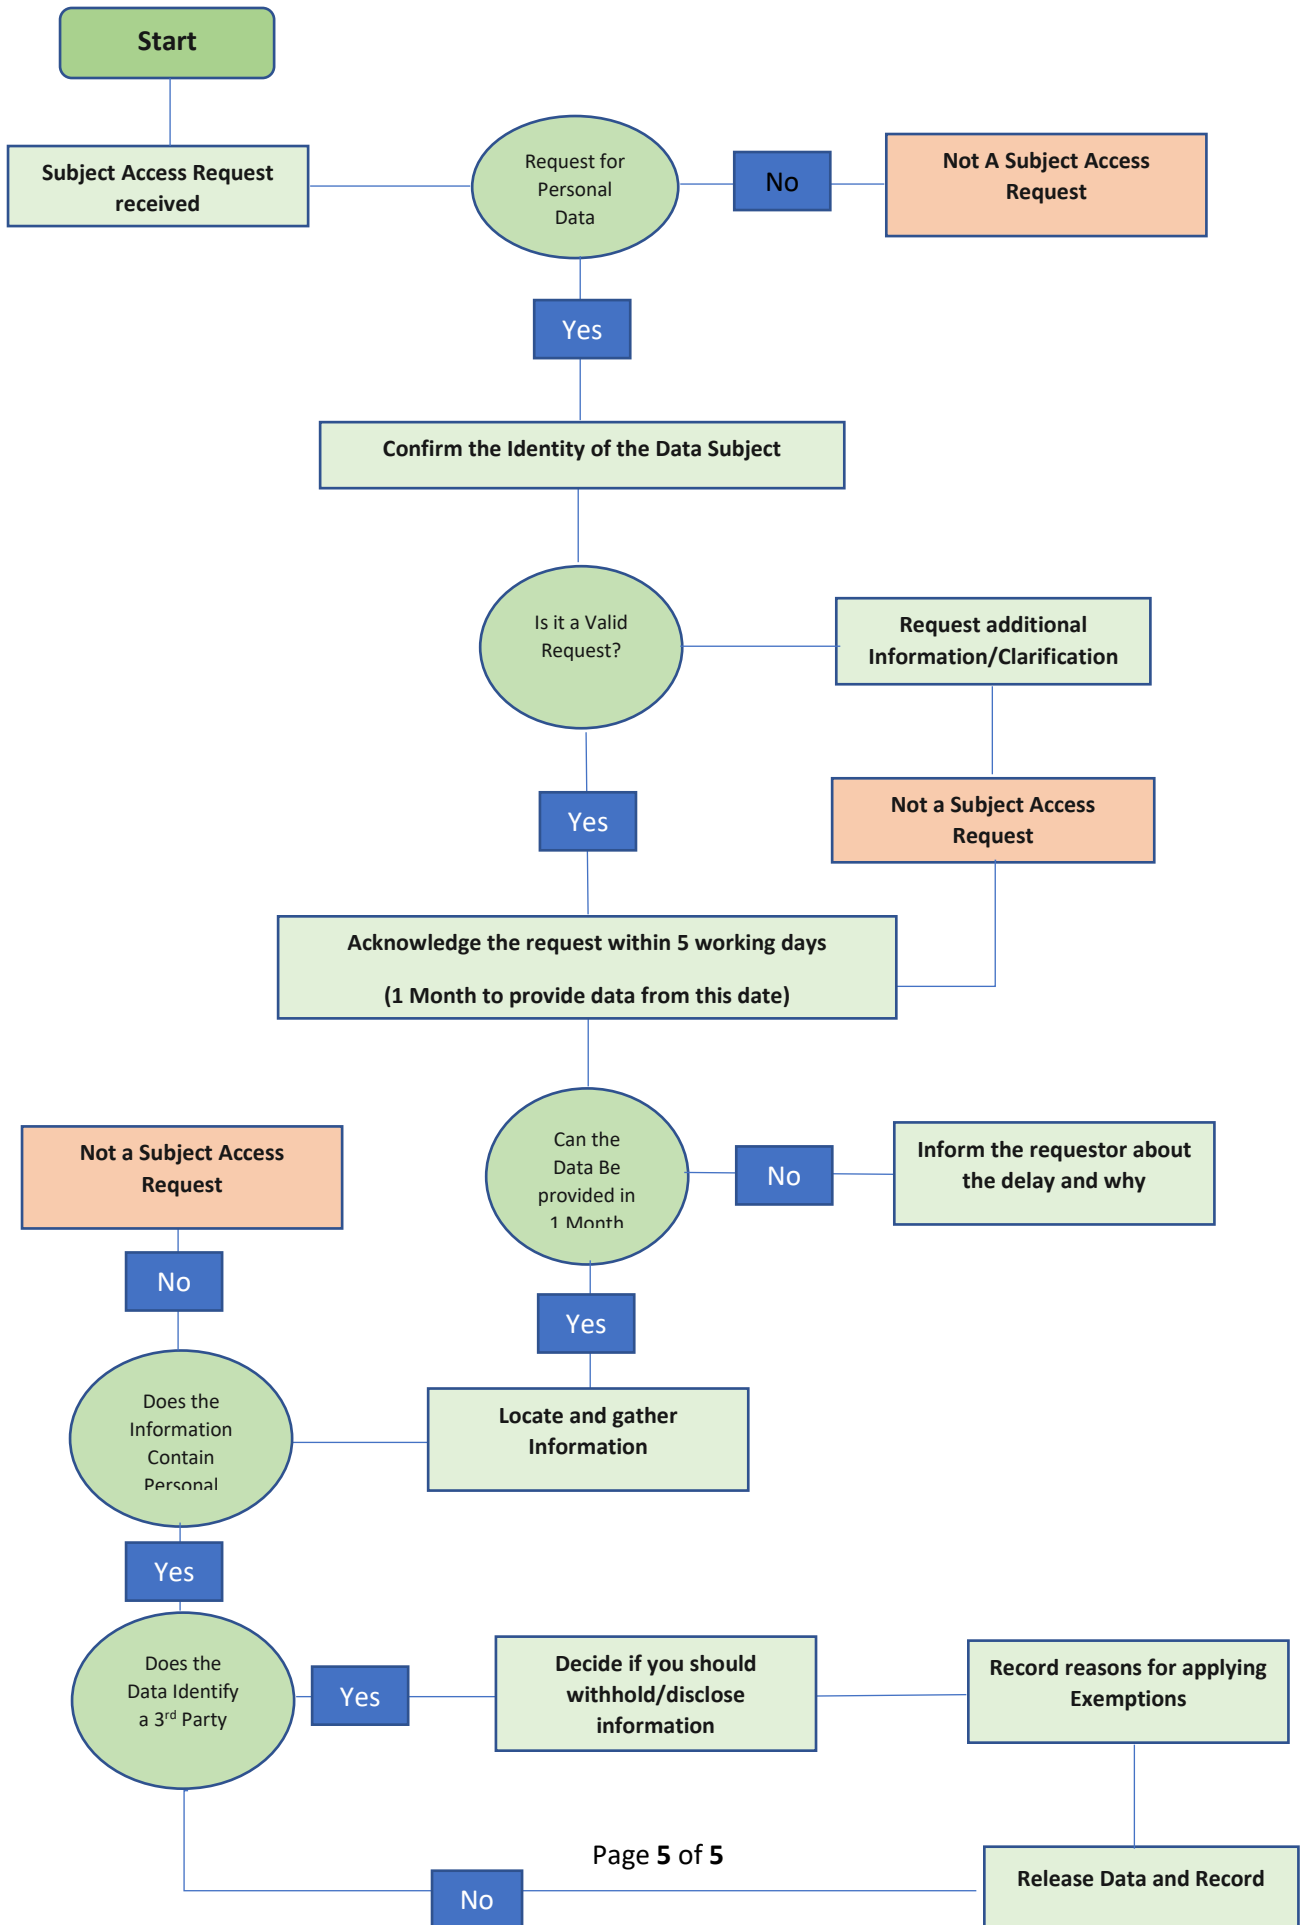 Start
Subject Access Request
received
Request for
Personal
Data
No
Not A Subject Access
Request
Yes
Confirm the Identity of the Data Subject
Is it a Valid
Request?
Request additional
Information/Clarification
Yes
Not a Subject Access
Request
Acknowledge the request within 5 working days
(1 Month to provide data from this date)
Can the
Data Be
provided in
1 Month
No
Inform the requestor about
the delay and why
Not a Subject Access
Request
No
Yes
Does the
Information
Contain
Personal
Locate and gather
Information
Yes
Does the
Data Identify
a 3rd Party
Yes
Decide if you should
withhold/disclose
information
Record reasons for applying
Exemptions
Page 5 of 5
No
Release Data and Record